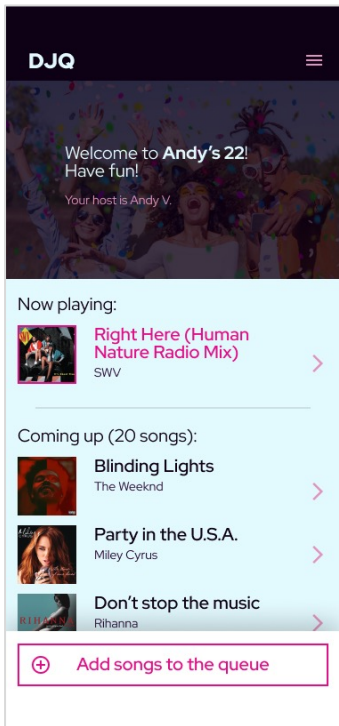 DJQ
Welcome to Andy's 22!
Have fun!
Your host is Andy V.
Now playing:
Right Here (Human
Nature Radio Mix)
SWV
Coming up (20 songs):
Blinding Lights
The Weeknd
Party in the U.S.A.
Miley Cyrus
Don't stop the music
RIHANNA
Rihanna
Add songs to the queue